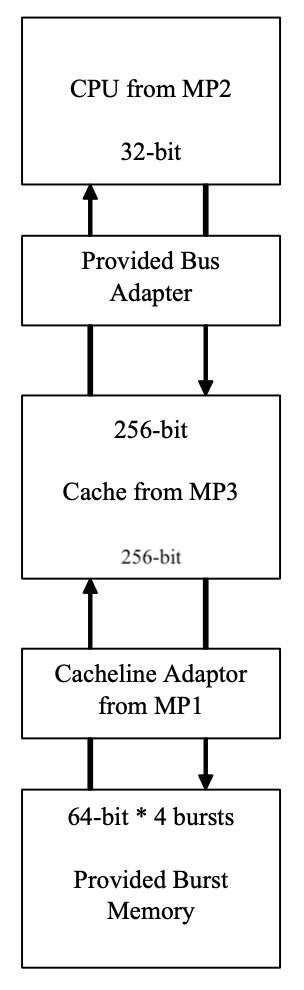 CPU from MP2
32-bit
Provided Bus
Adapter
256-bit
Cache from MP3
256-bit
Cacheline Adaptor
from MP1
64-bit * 4 bursts
Provided Burst
Memory